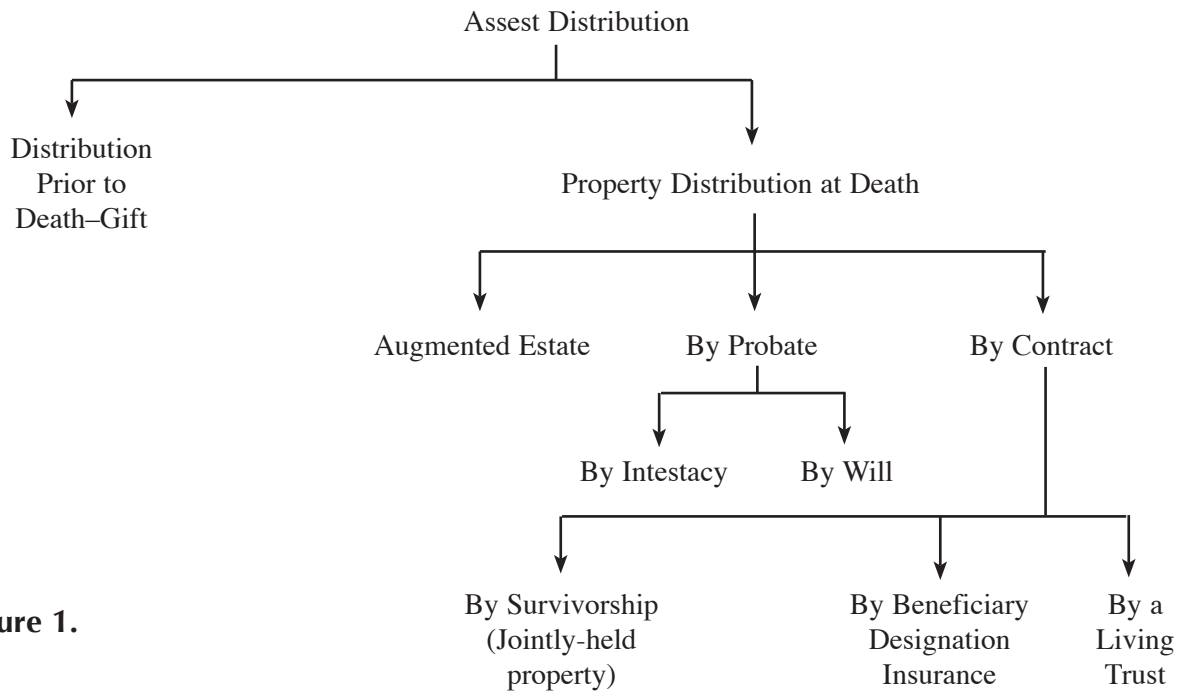 Assest Distribution
Distribution
Prior to
Death–Gift
Property Distribution at Death
Augmented Estate
By Probate
By Contract
By Intestacy
By Will
By Survivorship
(Jointly-held
property)
By Beneficiary
Designation
Insurance
By a
Living
Trust
ure 1.